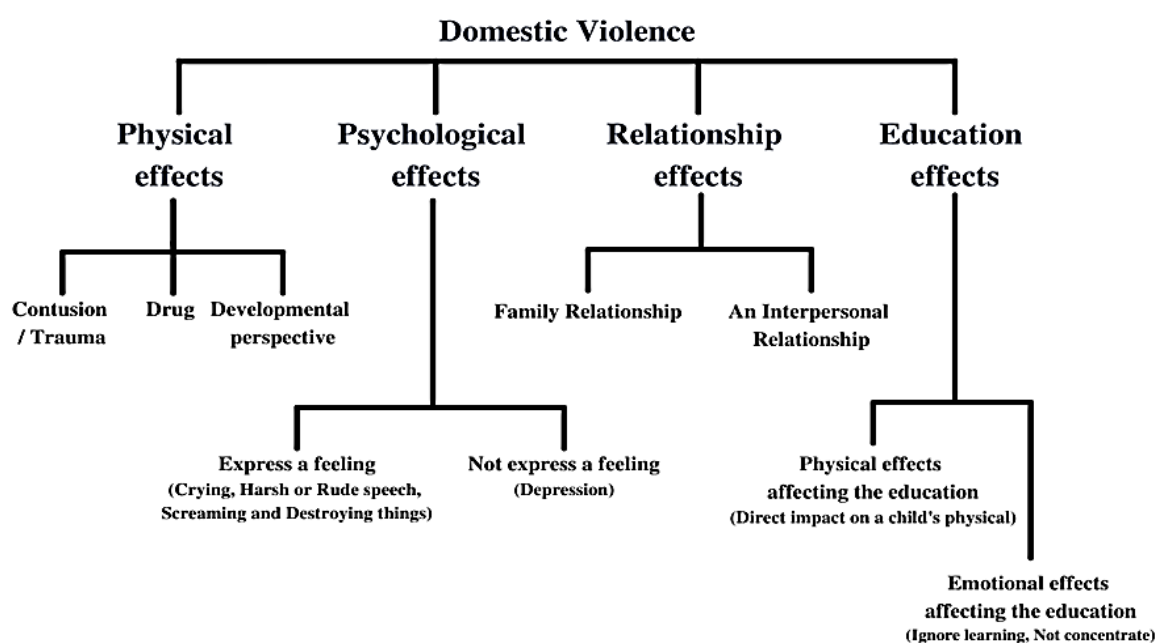 Domestic Violence
Physical
effects
Psychological
effects
Relationship
effects
Education
effects
Contusion
/ Trauma
Drug
Developmental
perspective
Family Relationship
An Interpersonal
Relationship
Express a feeling
(Crying, Harsh or Rude speech,
Screaming and Destroying things)
Not express a feeling
(Depression)
Physical effects
affecting the education
(Direct impact on a child's physical)
Emotional effects
affecting the education
(Ignore learning, Not concentrate)